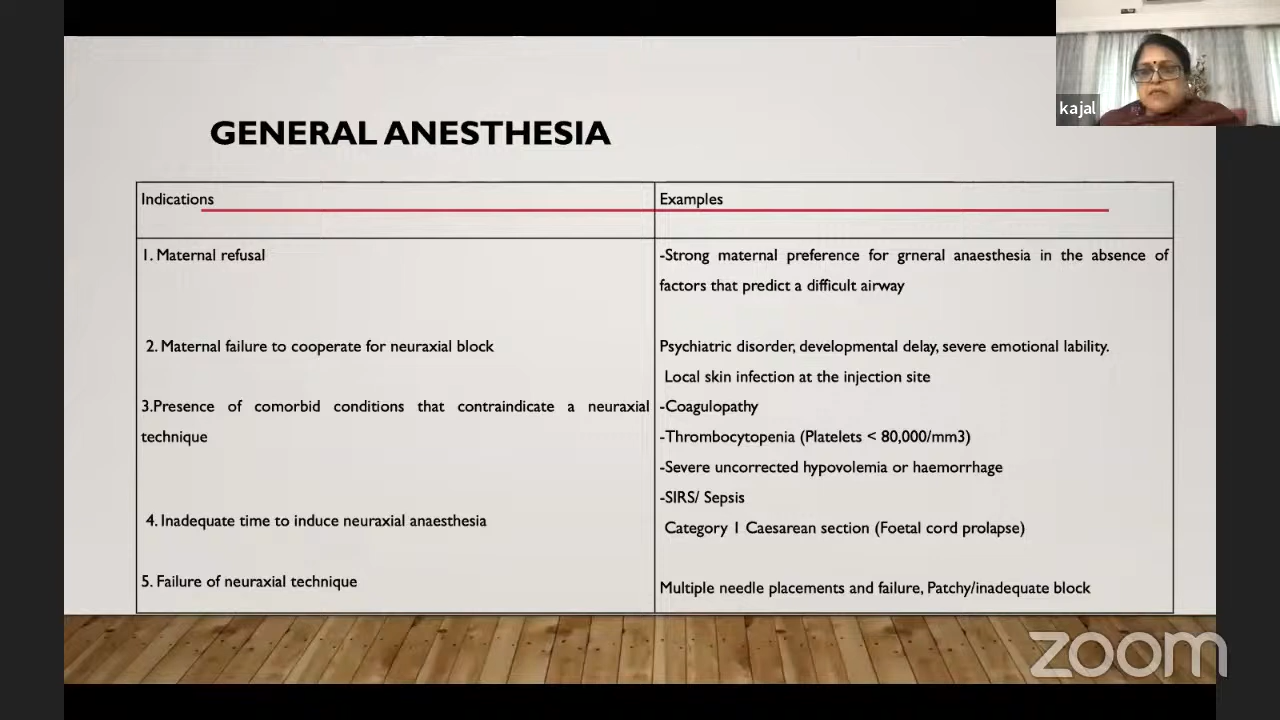 kajal
GENERAL ANESTHESIA
Indications
Examples
1. Maternal refusal
-Strong maternal preference for grneral anaesthesia in the absence of
factors that predict a difficult airway
2. Maternal failure to cooperate for neuraxial block
Psychiatric disorder, developmental delay, severe emotional lability.
Local skin infection at the injection site
3.Presence of comorbid conditions that contraindicate a neuraxial
technique
-Coagulopathy
-Thrombocytopenia (Platelets < 80,000/mm3)
-Severe uncorrected hypovolemia or haemorrhage
-SIRS/ Sepsis
4. Inadequate time to induce neuraxial anaesthesia
Category 1 Caesarean section (Foetal cord prolapse)
5. Failure of neuraxial technique
Multiple needle placements and failure, Patchy/inadequate block
zoom